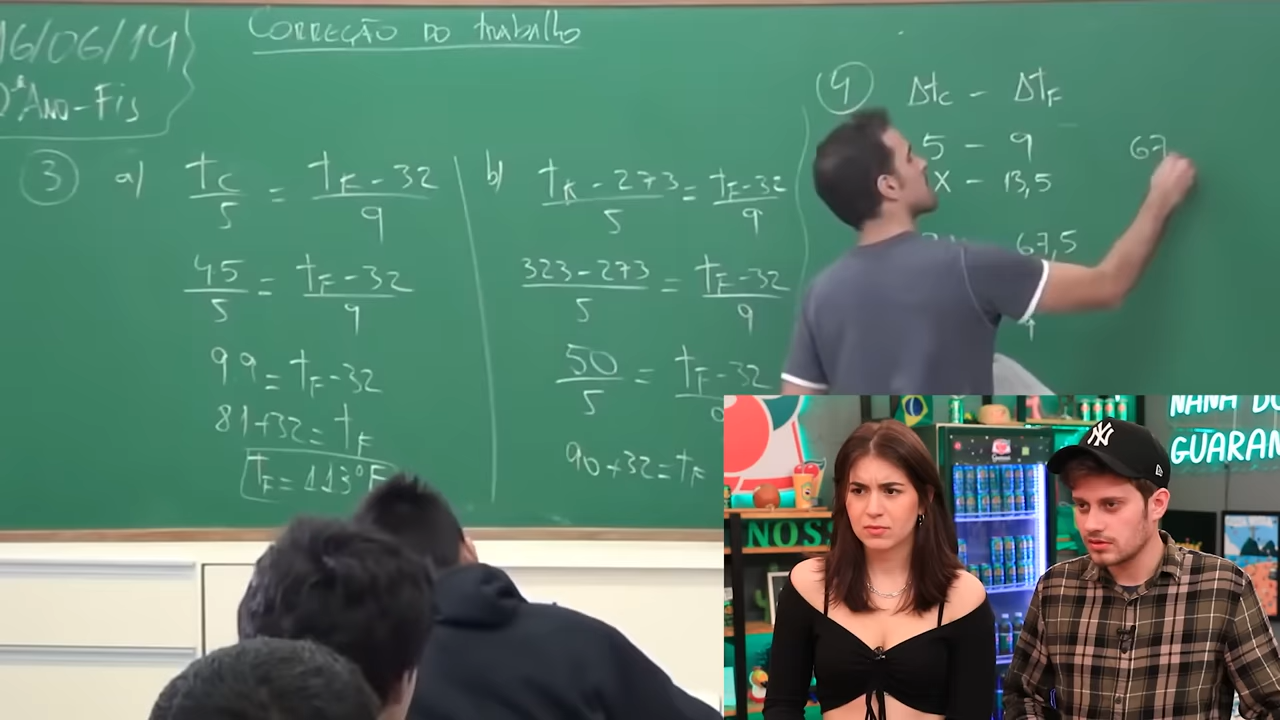 16/06/14
2º Ano-Fis
Correção do trabalho
3 a) tC/5 = tF-32/9
45/5 = tF-32/9
99 = tF-32
81+32 = tF
tF = 113°F
b) tK-273/5 = tF-32/9
323-273/5 = tF-32/9
50/5 = tF-32
90+32 = tF
4 Δtc - ΔtF
5 - 9
X - 13,5
67,5
9
67
NOSS
NY
GUARAN